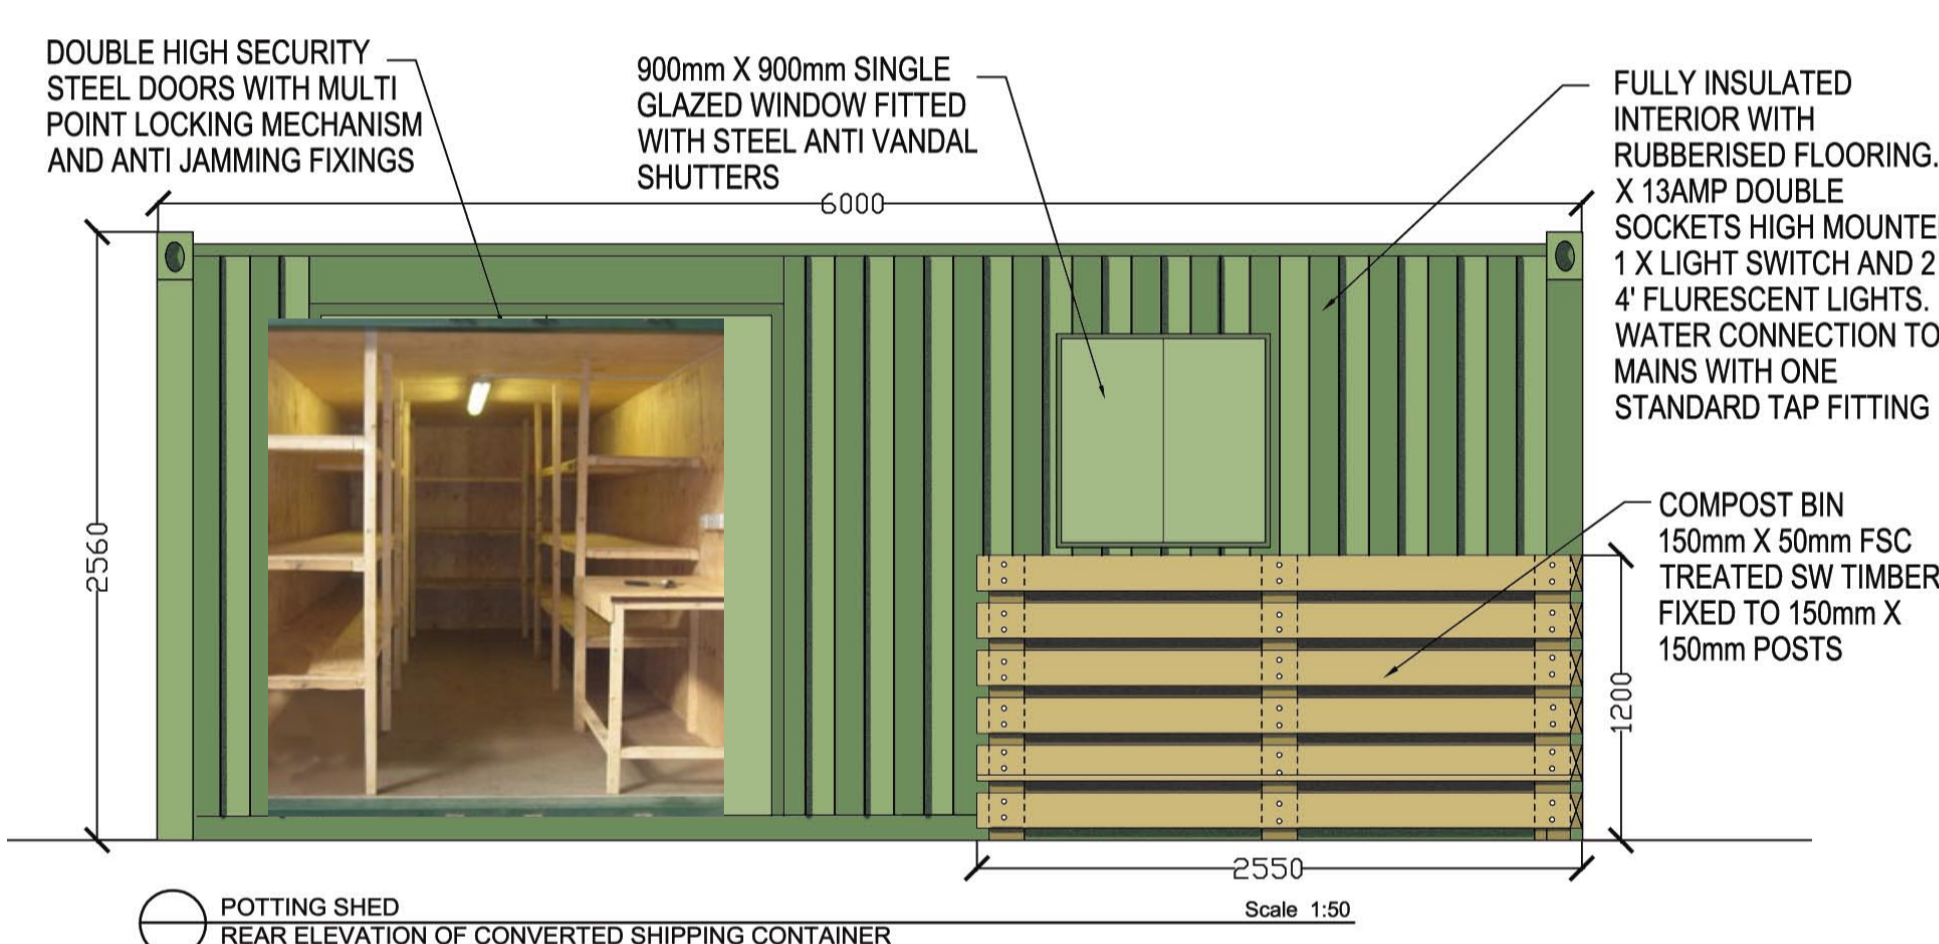 DOUBLE HIGH SECURITY
STEEL DOORS WITH MULTI
POINT LOCKING MECHANISM
AND ANTI JAMMING FIXINGS
900mm X 900mm SINGLE
GLAZED WINDOW FITTED
WITH STEEL ANTI VANDAL
SHUTTERS
FULLY INSULATED
INTERIOR WITH
RUBBERISED FLOORING.
X 13AMP DOUBLE
SOCKETS HIGH MOUNTE
1 X LIGHT SWITCH AND 2
4' FLURESCENT LIGHTS.
WATER CONNECTION TO
MAINS WITH ONE
STANDARD TAP FITTING
6000
2560
COMPOST BIN
150mm X 50mm FSC
TREATED SW TIMBER
FIXED TO 150mm X
150mm POSTS
1200
2550
POTTING SHED
Scale 1:50
REAR ELEVATION OF CONVERTED SHIPPING CONTAINER